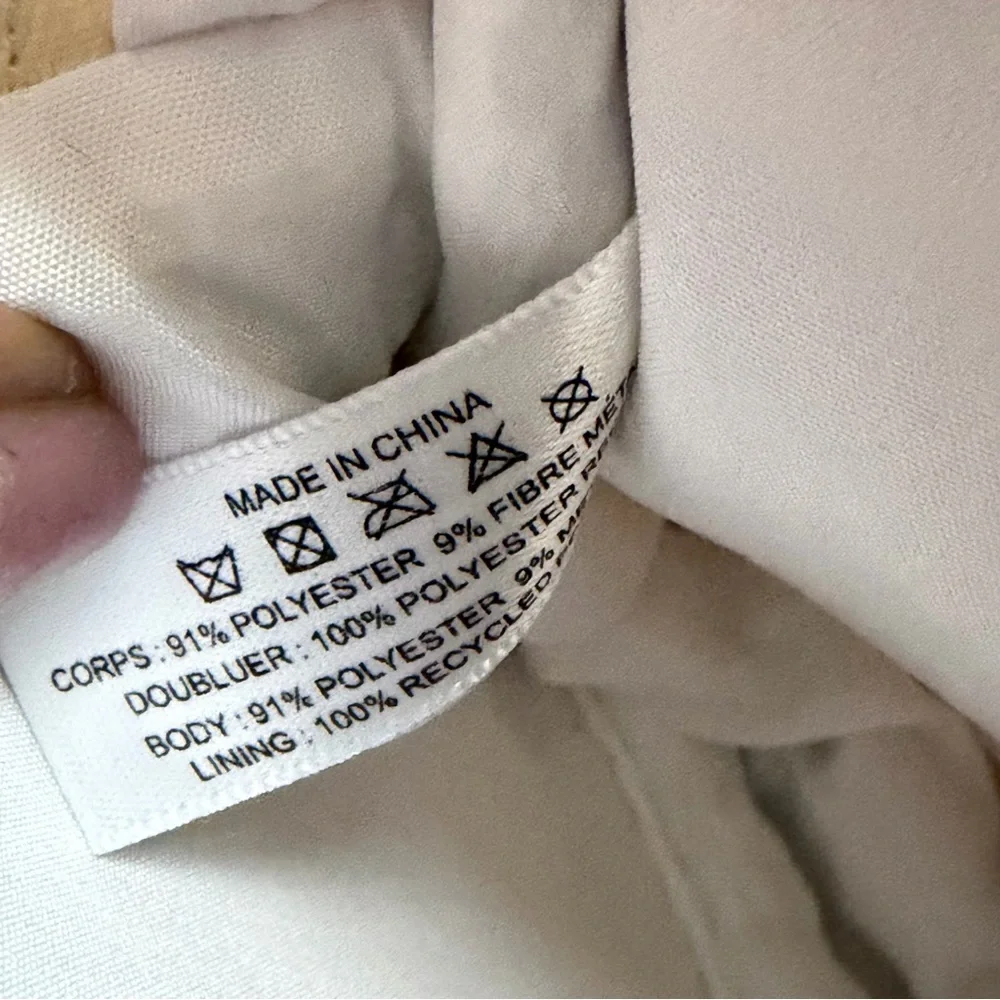 MADE IN CHINA
CORPS : 91% POLYESTER 9% FIBRE
DOUBLUER : 100% POLYESTER
BODY : 91% POLYESTER 9%
LINING : 100% RECYCLED